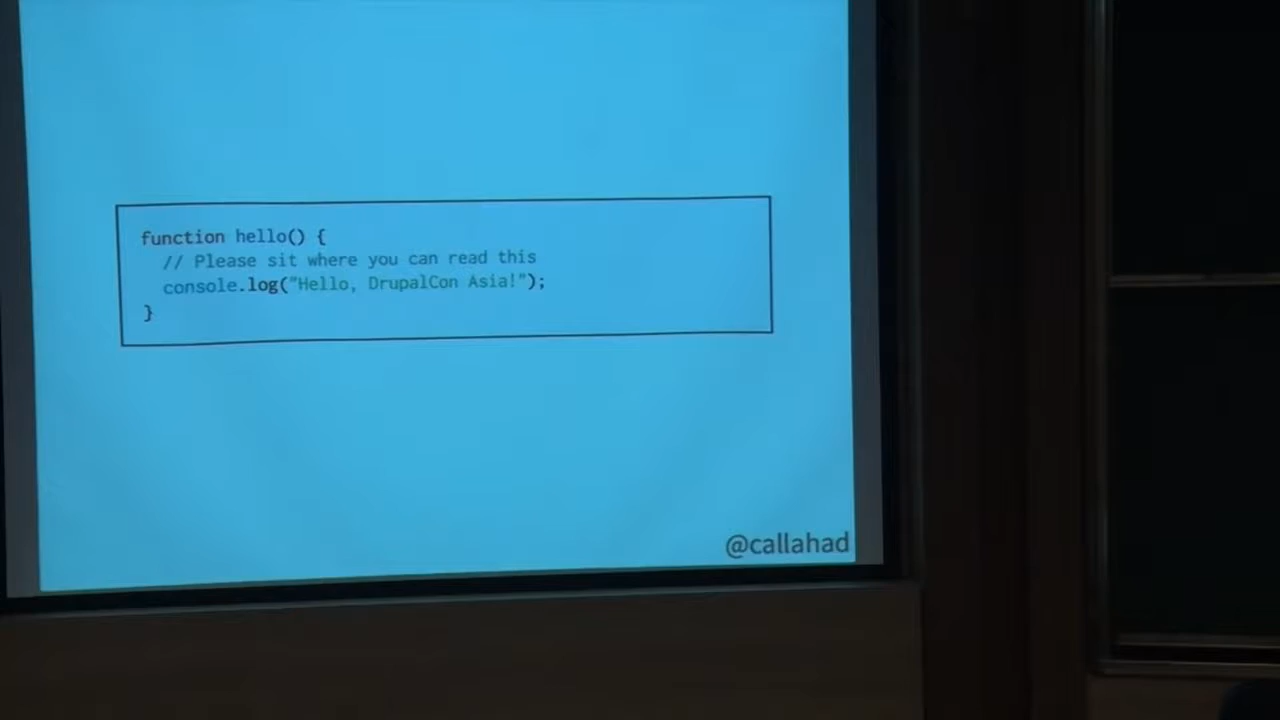 function hello() {
  // Please sit where you can read this
  console.log("Hello, DrupalCon Asia!");
}
@callahad